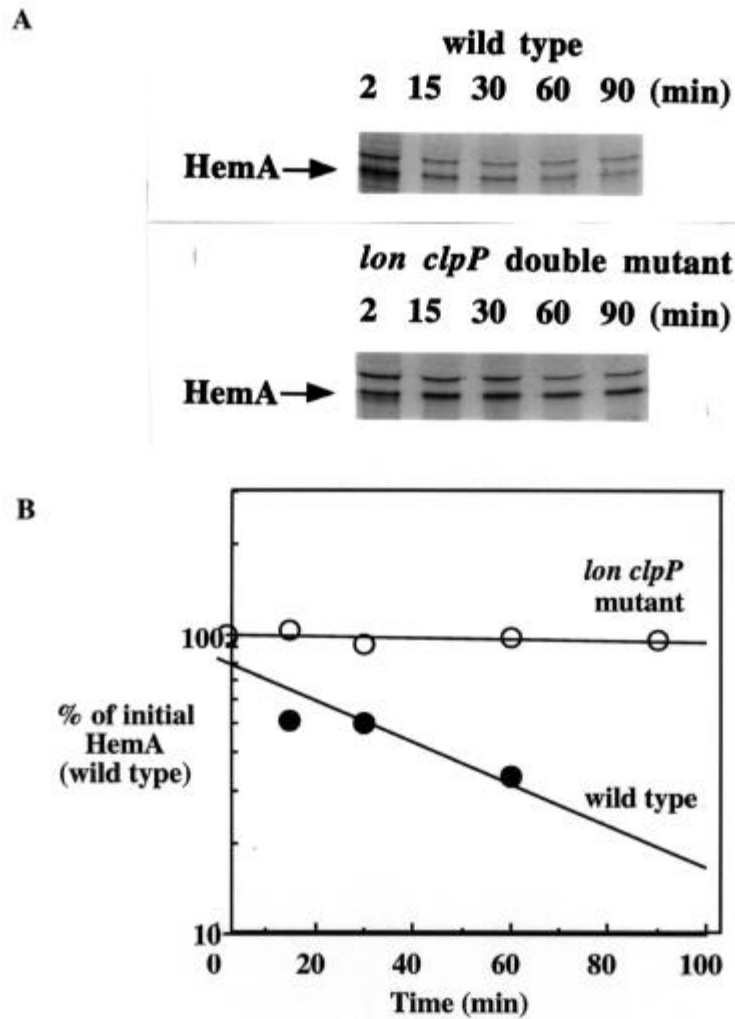 A
wild type
2 15 30 60 90 (min)
HemA
lon clpP double mutant
2 15 30 60 90 (min)
HemA
B
lon clpP
mutant
100
% of initial
HemA
(wild type)
wild type
10
0 20 40 60 80 100
Time (min)